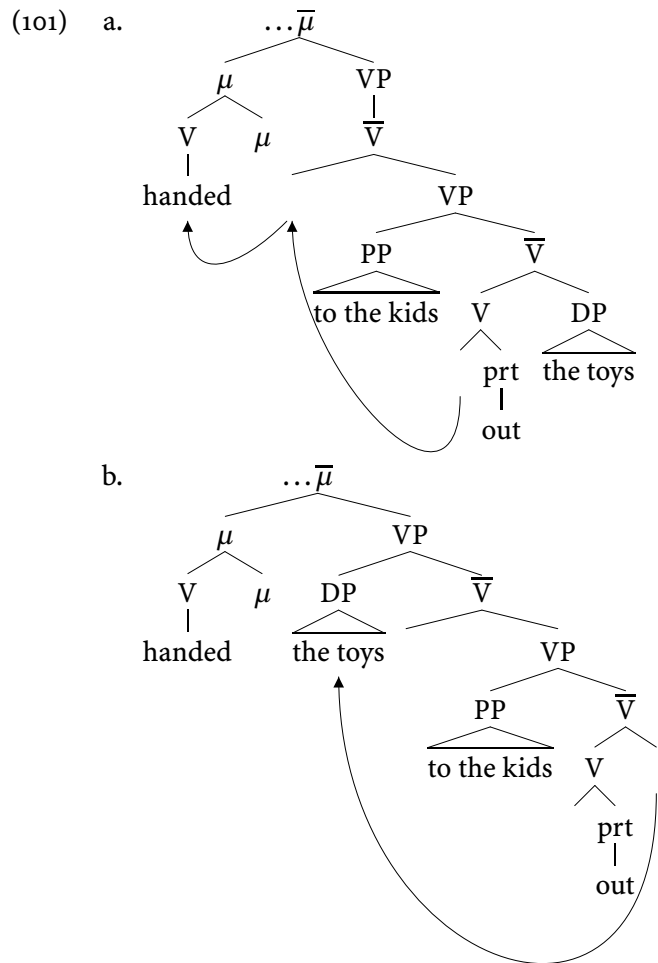 (101) a. …μ̅
μ VP
V μ V̅
handed VP
PP V̅
to the kids V DP
prt the toys
out
b. …μ̅
μ VP
V μ DP V̅
handed the toys VP
PP V̅
to the kids V
prt
out